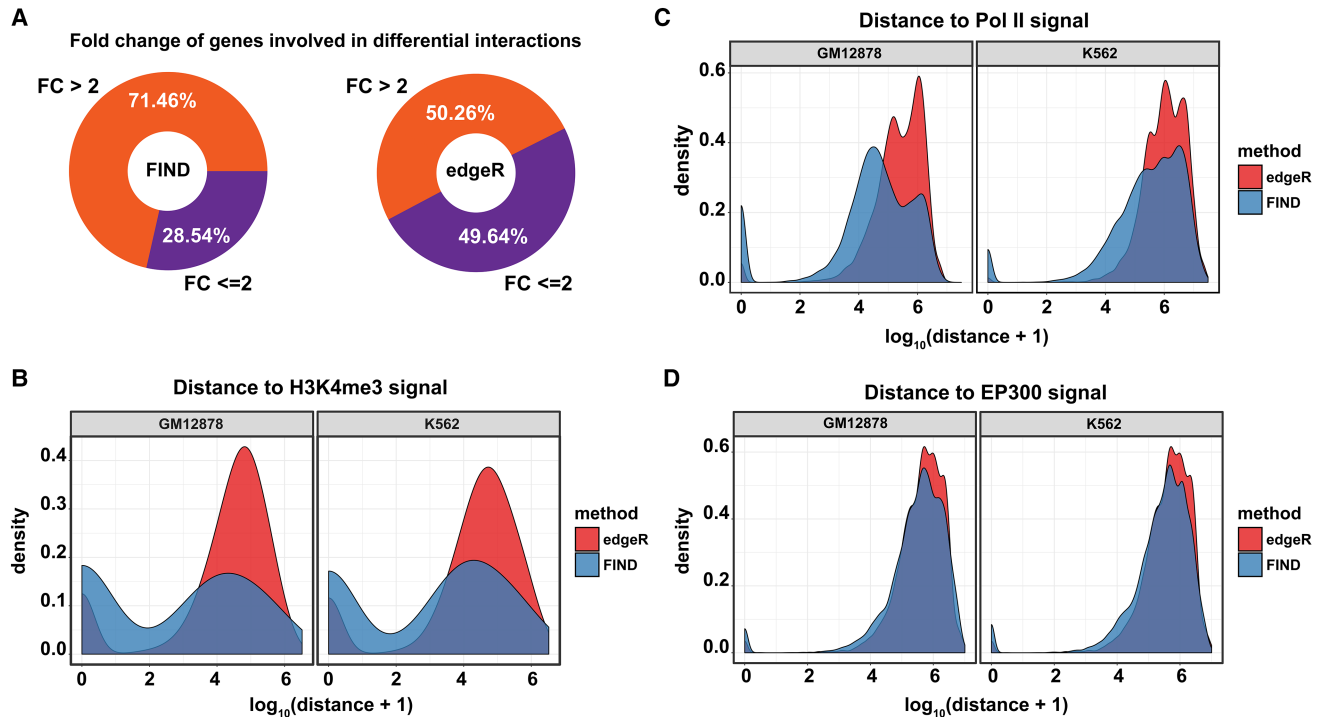 A
Fold change of genes involved in differential interactions
FC > 2
71.46%
FIND
28.54%
FC <=2
FC > 2
50.26%
edgeR
49.64%
FC <=2
B
Distance to H3K4me3 signal
GM12878
K562
density
0.4
0.3
0.2
0.1
0.0
0 2 4 6
0 2 4 6
log10(distance + 1)
method
edgeR
FIND
C
Distance to Pol II signal
GM12878
K562
density
0.6
0.4
0.2
0.0
0 2 4 6
0 2 4 6
log10(distance + 1)
method
edgeR
FIND
D
Distance to EP300 signal
GM12878
K562
density
0.6
0.4
0.2
0.0
0 2 4 6
0 2 4 6
log10(distance + 1)
method
edgeR
FIND